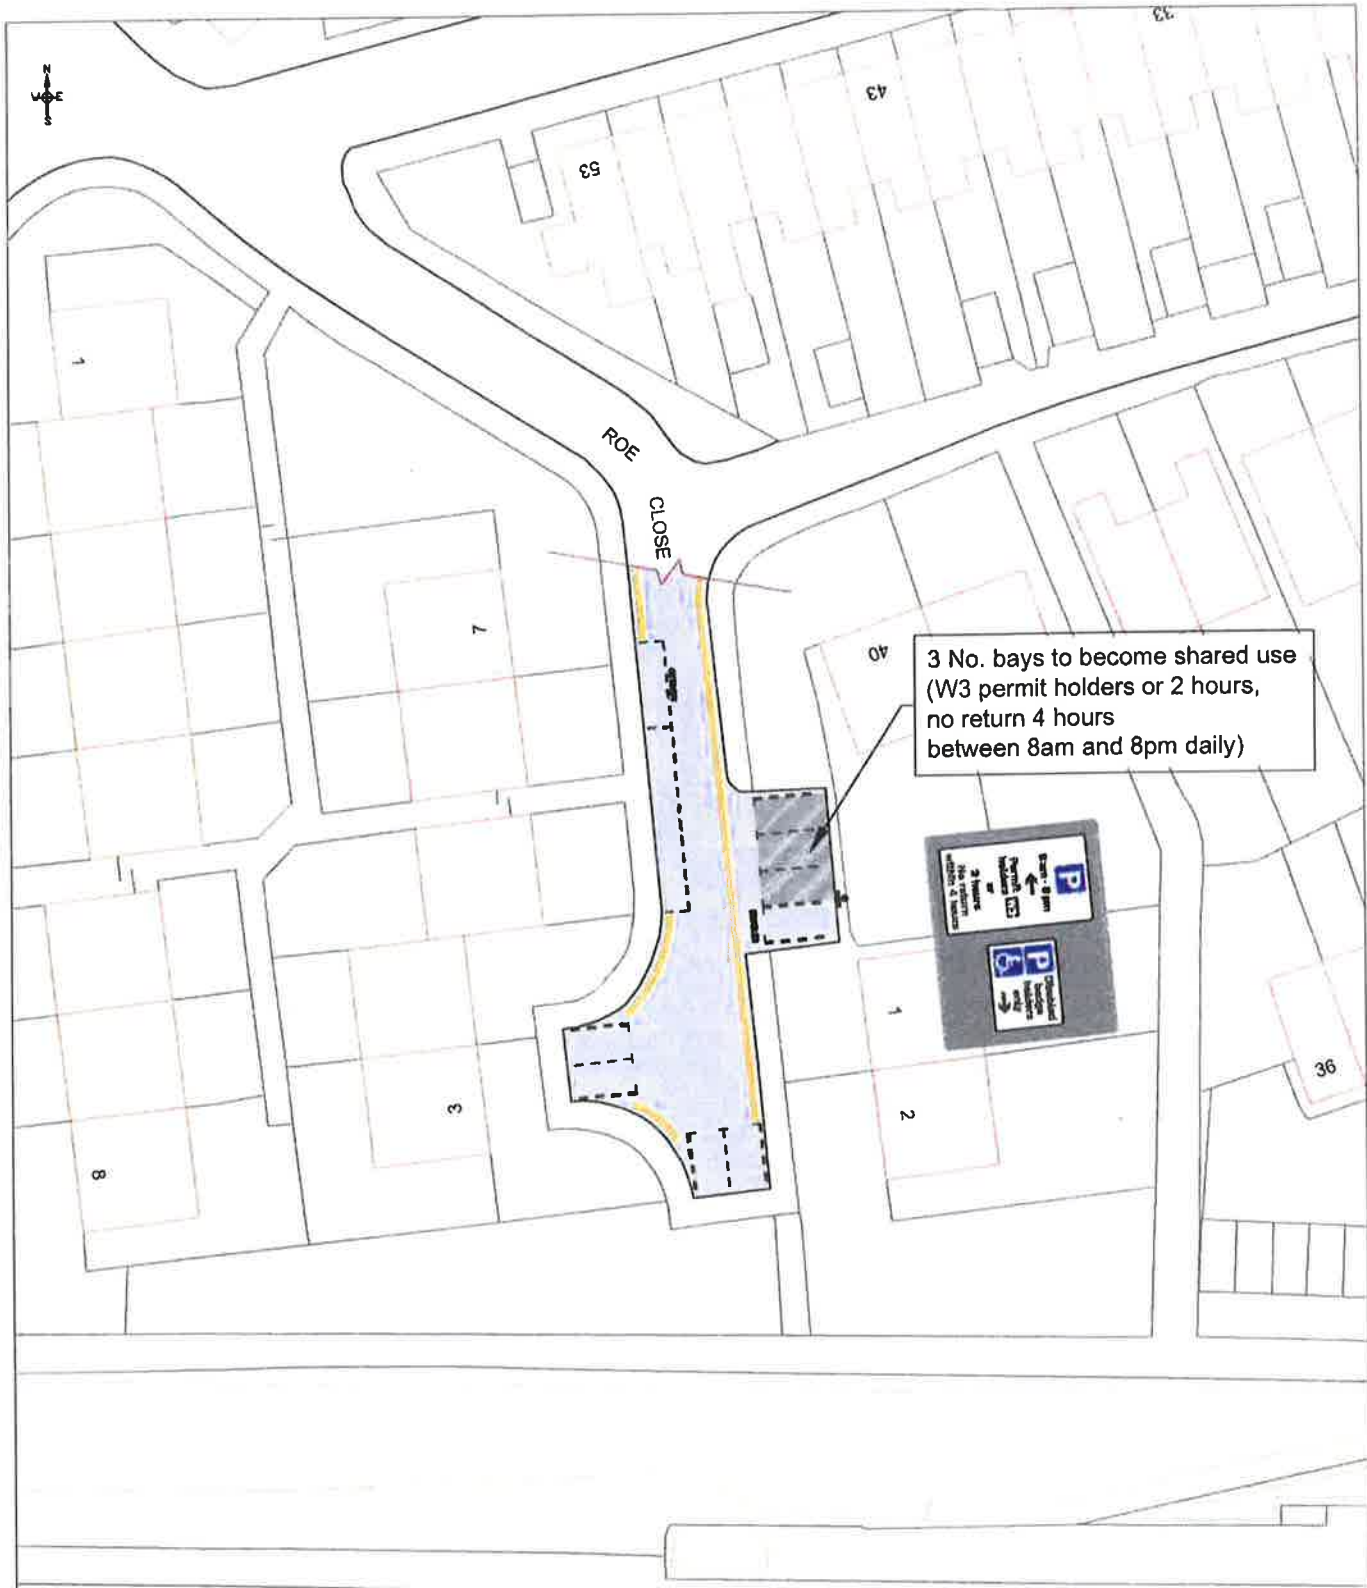 N
W E
S
33
43
53
1
ROE
CLOSE
7
40
3 No. bays to become shared use
(W3 permit holders or 2 hours,
no return 4 hours
between 8am and 8pm daily)
P
8am - 8pm
Permit
holders
or
2 hours
No return
within 4 hours
P
Disabled
badge
holders
only
1
36
3
2
8